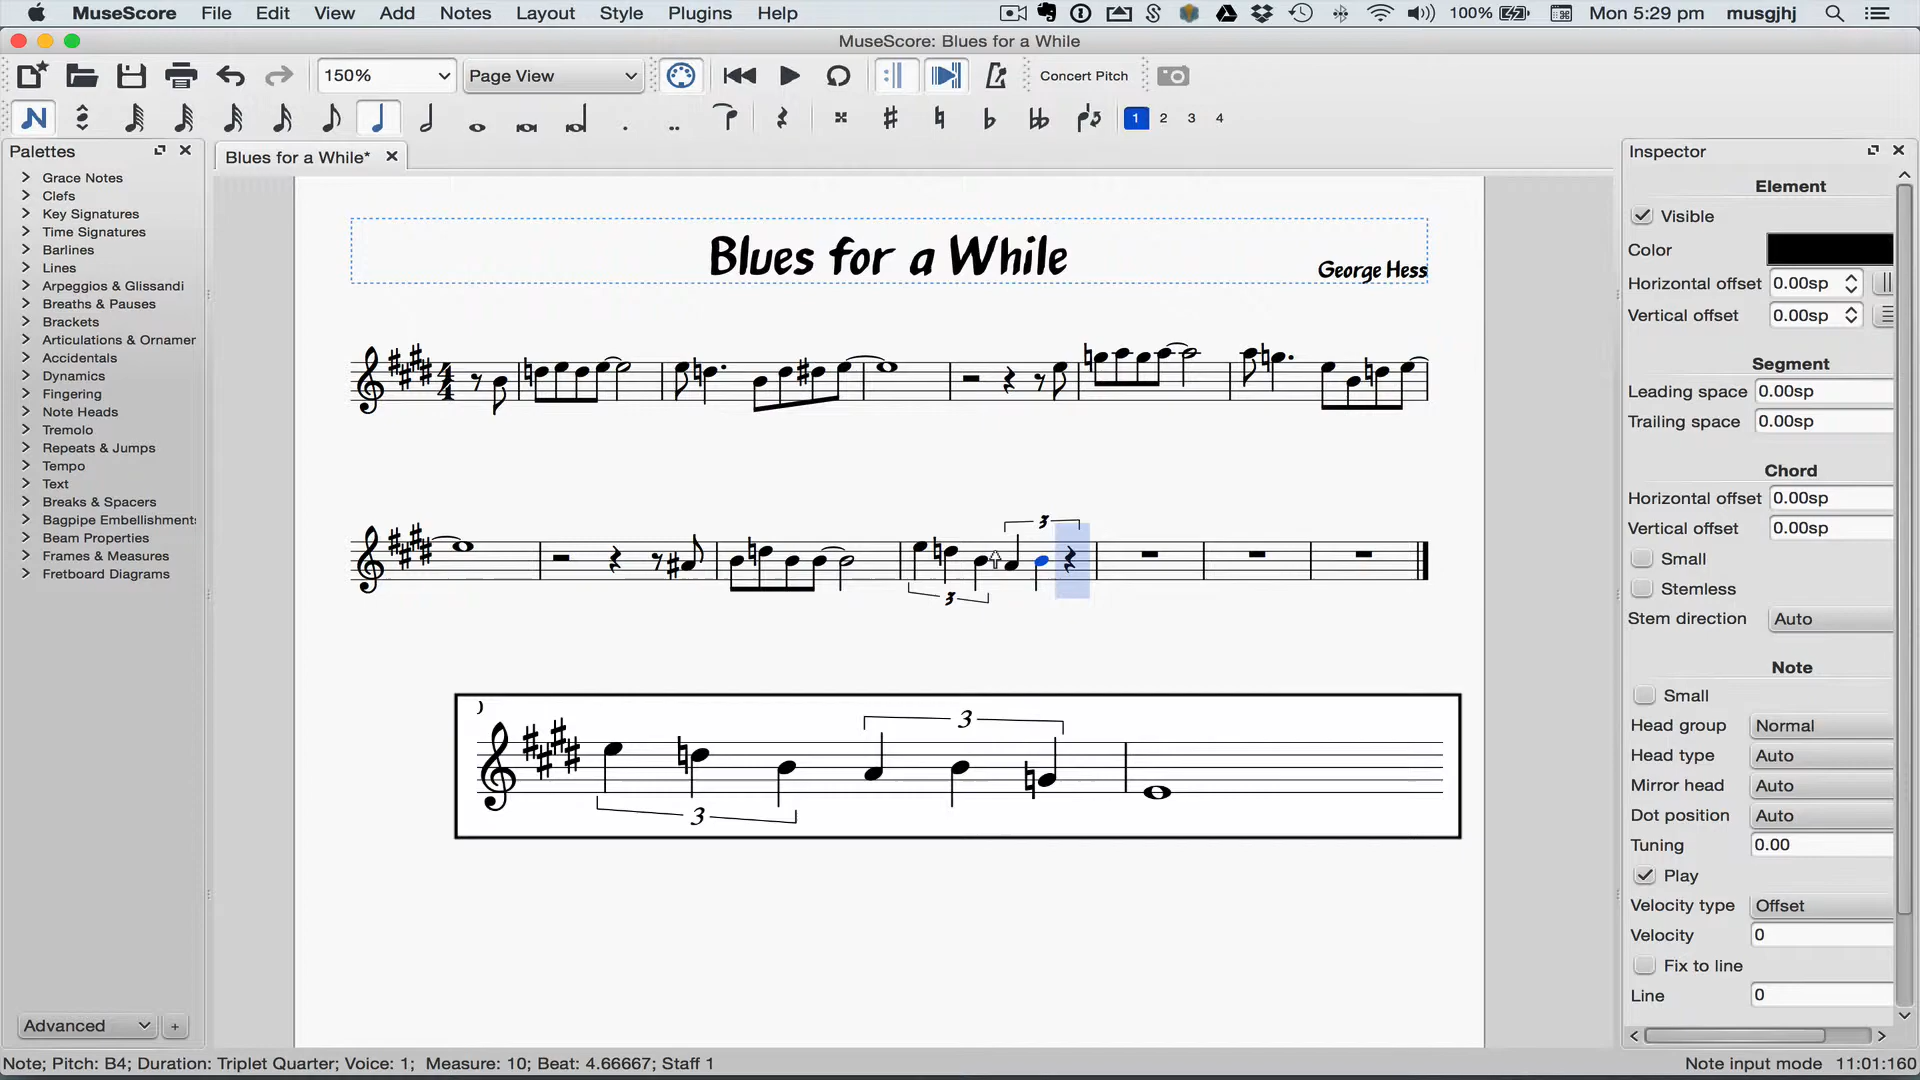 MuseScore File Edit View Add Notes Layout Style Plugins Help 100% Mon 5:29 pm musgjhj
MuseScore: Blues for a While
150% Page View Concert Pitch
1 2 3 4
Palettes
Blues for a While*
Inspector
Grace Notes
Clefs
Key Signatures
Time Signatures
Barlines
Lines
Arpeggios & Glissandi
Breaths & Pauses
Brackets
Articulations & Ornamer
Accidentals
Dynamics
Fingering
Note Heads
Tremolo
Repeats & Jumps
Tempo
Text
Breaks & Spacers
Bagpipe Embellishments
Beam Properties
Frames & Measures
Fretboard Diagrams
Advanced +
Blues for a While
George Hess
4
4
3
3
)
3
3
Element
Visible
Color
Horizontal offset 0.00sp
Vertical offset 0.00sp
Segment
Leading space 0.00sp
Trailing space 0.00sp
Chord
Horizontal offset 0.00sp
Vertical offset 0.00sp
Small
Stemless
Stem direction Auto
Note
Small
Head group Normal
Head type Auto
Mirror head Auto
Dot position Auto
Tuning 0.00
Play
Velocity type Offset
Velocity 0
Fix to line
Line 0
Note; Pitch: B4; Duration: Triplet Quarter; Voice: 1; Measure: 10; Beat: 4.66667; Staff 1
Note input mode 11:01:160